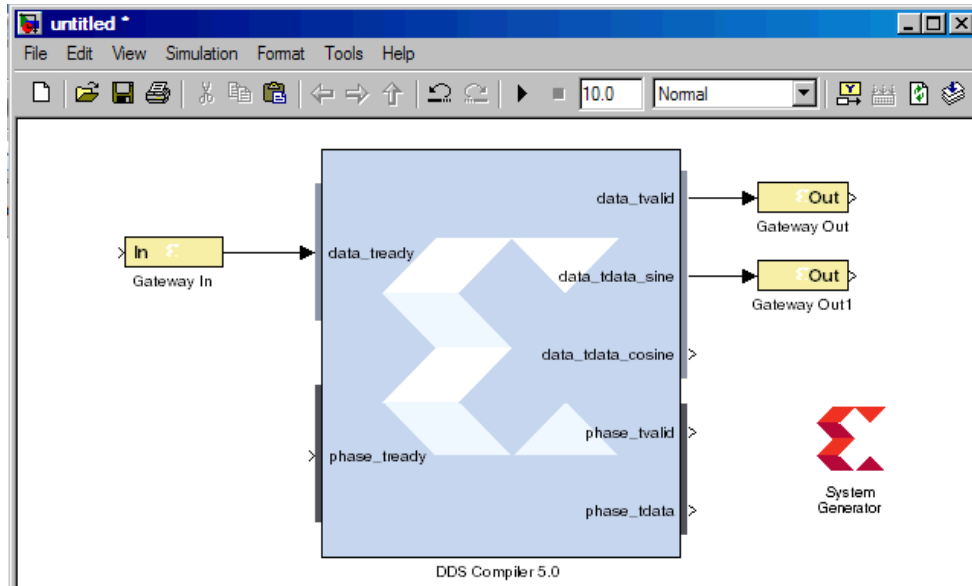 untitled *
File Edit View Simulation Format Tools Help
10.0 Normal
data_tvalid
Out
Gateway Out
In
Gateway In
data_tready
data_tdata_sine
Out
Gateway Out1
data_tdata_cosine
phase_tvalid
phase_tready
System
Generator
phase_tdata
DDS Compiler 5.0